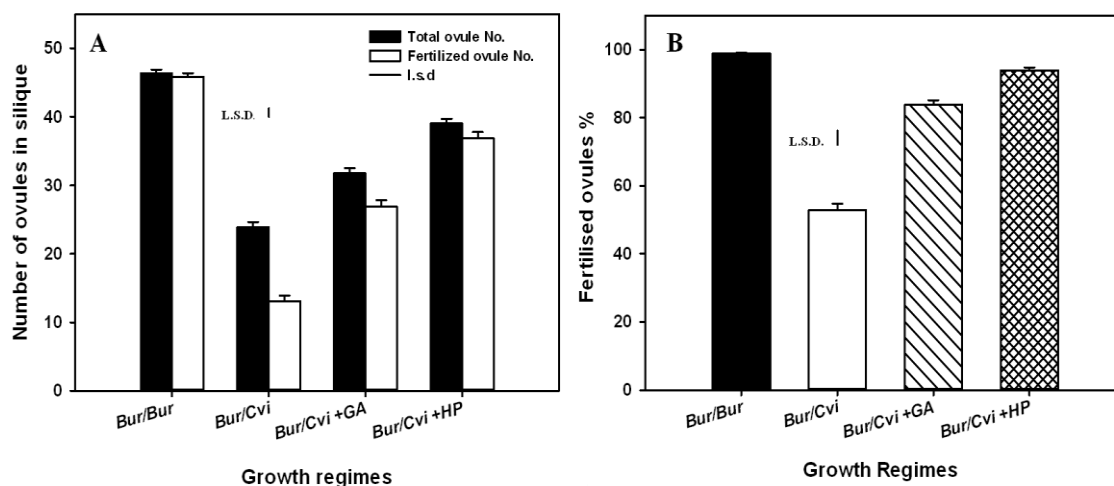 A
Total ovule No.
Fertilized ovule No.
l.s.d
L.S.D.
50
40
30
20
10
0
Number of ovules in silique
Bur/Bur
Bur/Cvi
Bur/Cvi +GA
Bur/Cvi +HP
Growth regimes
B
L.S.D.
100
80
60
40
20
0
Fertilised ovules %
Bur/Bur
Bur/Cvi
Bur/Cvi +GA
Bur/Cvi +HP
Growth Regimes